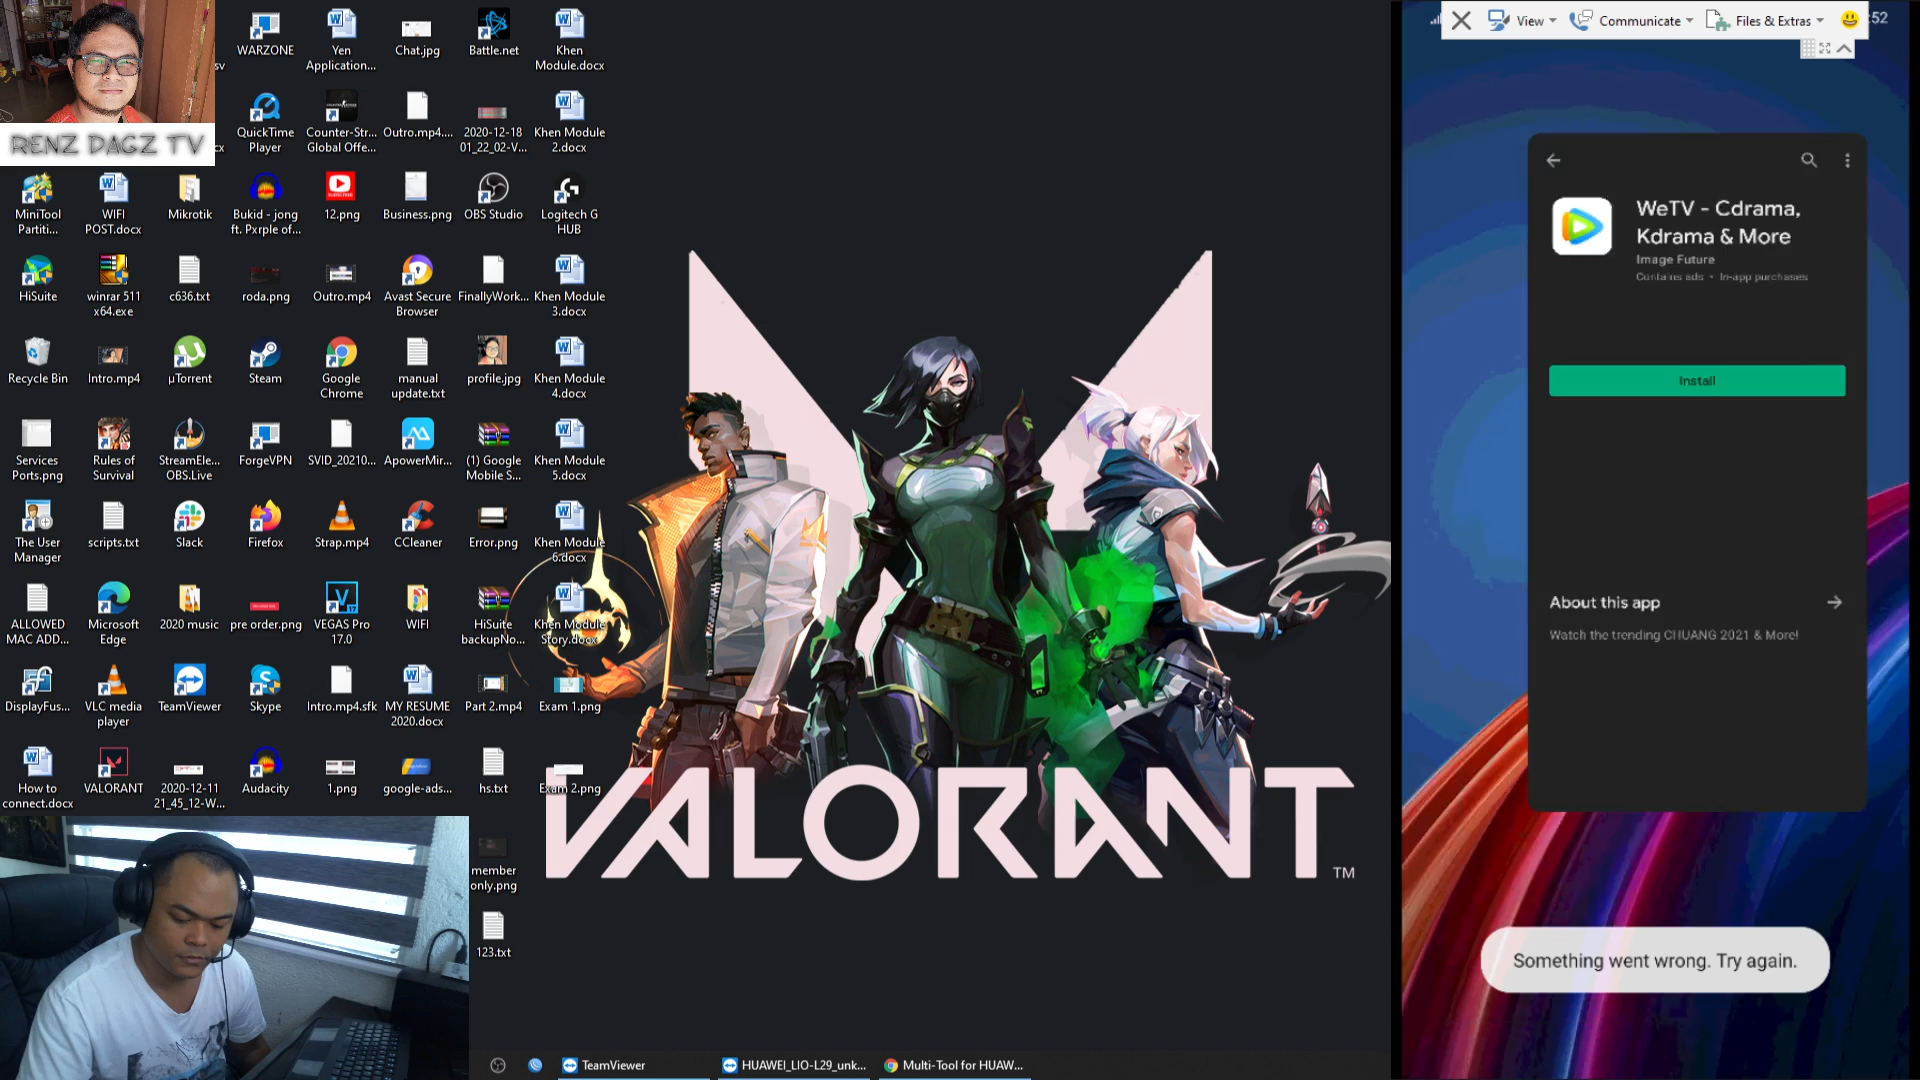 RENZ DAGZ TV
sv
cx
WARZONE
Yen
Application...
Chat.jpg
Battle.net
Khen
Module.docx
QuickTime
Player
Counter-Str...
Global Offe...
Outro.mp4....
2020-12-18
01_22_02-V...
Khen Module
2.docx
MiniTool
Partiti...
WIFI
POST.docx
Mikrotik
Bukid - jong
ft. Pxrple of...
12.png
Business.png
OBS Studio
Logitech G
HUB
HiSuite
winrar 511
x64.exe
c636.txt
roda.png
Outro.mp4
Avast Secure
Browser
FinallyWork...
Khen Module
3.docx
Recycle Bin
Intro.mp4
µTorrent
Steam
Google
Chrome
manual
update.txt
profile.jpg
Khen Module
4.docx
Services
Ports.png
Rules of
Survival
StreamEle...
OBS.Live
ForgeVPN
SVID_20210...
ApowerMir...
(1) Google
Mobile S...
Khen Module
5.docx
The User
Manager
scripts.txt
Slack
Firefox
Strap.mp4
CCleaner
Error.png
Khen Module
6.docx
ALLOWED
MAC ADD...
Microsoft
Edge
2020 music
pre order.png
VEGAS Pro
17.0
WIFI
HiSuite
backupNo...
Khen Module
Story.docx
DisplayFus...
VLC media
player
TeamViewer
Skype
Intro.mp4.sfk
MY RESUME
2020.docx
Part 2.mp4
Exam 1.png
How to
connect.docx
VALORANT
2020-12-11
21_45_12-W...
Audacity
1.png
google-ads...
hs.txt
Exam 2.png
member
only.png
123.txt
VALORANT
TM
TeamViewer
HUAWEI_LIO-L29_unk...
Multi-Tool for HUAW...
View
Communicate
Files & Extras
:52
WeTV - Cdrama,
Kdrama & More
Image Future
Contains ads • In-app purchases
Install
About this app
Watch the trending CHUANG 2021 & More!
Something went wrong. Try again.